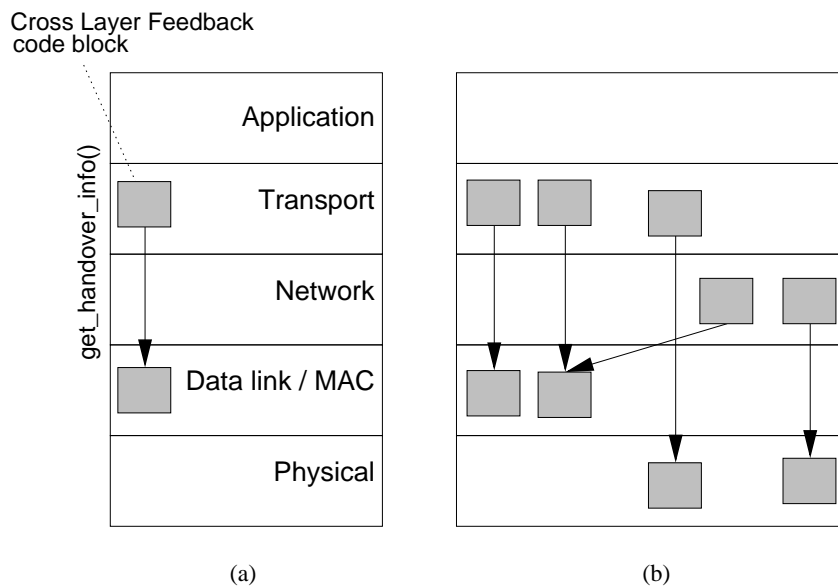 Cross Layer Feedback
code block
get_handover_info()
Application
Transport
Network
Data link / MAC
Physical
(a)
(b)